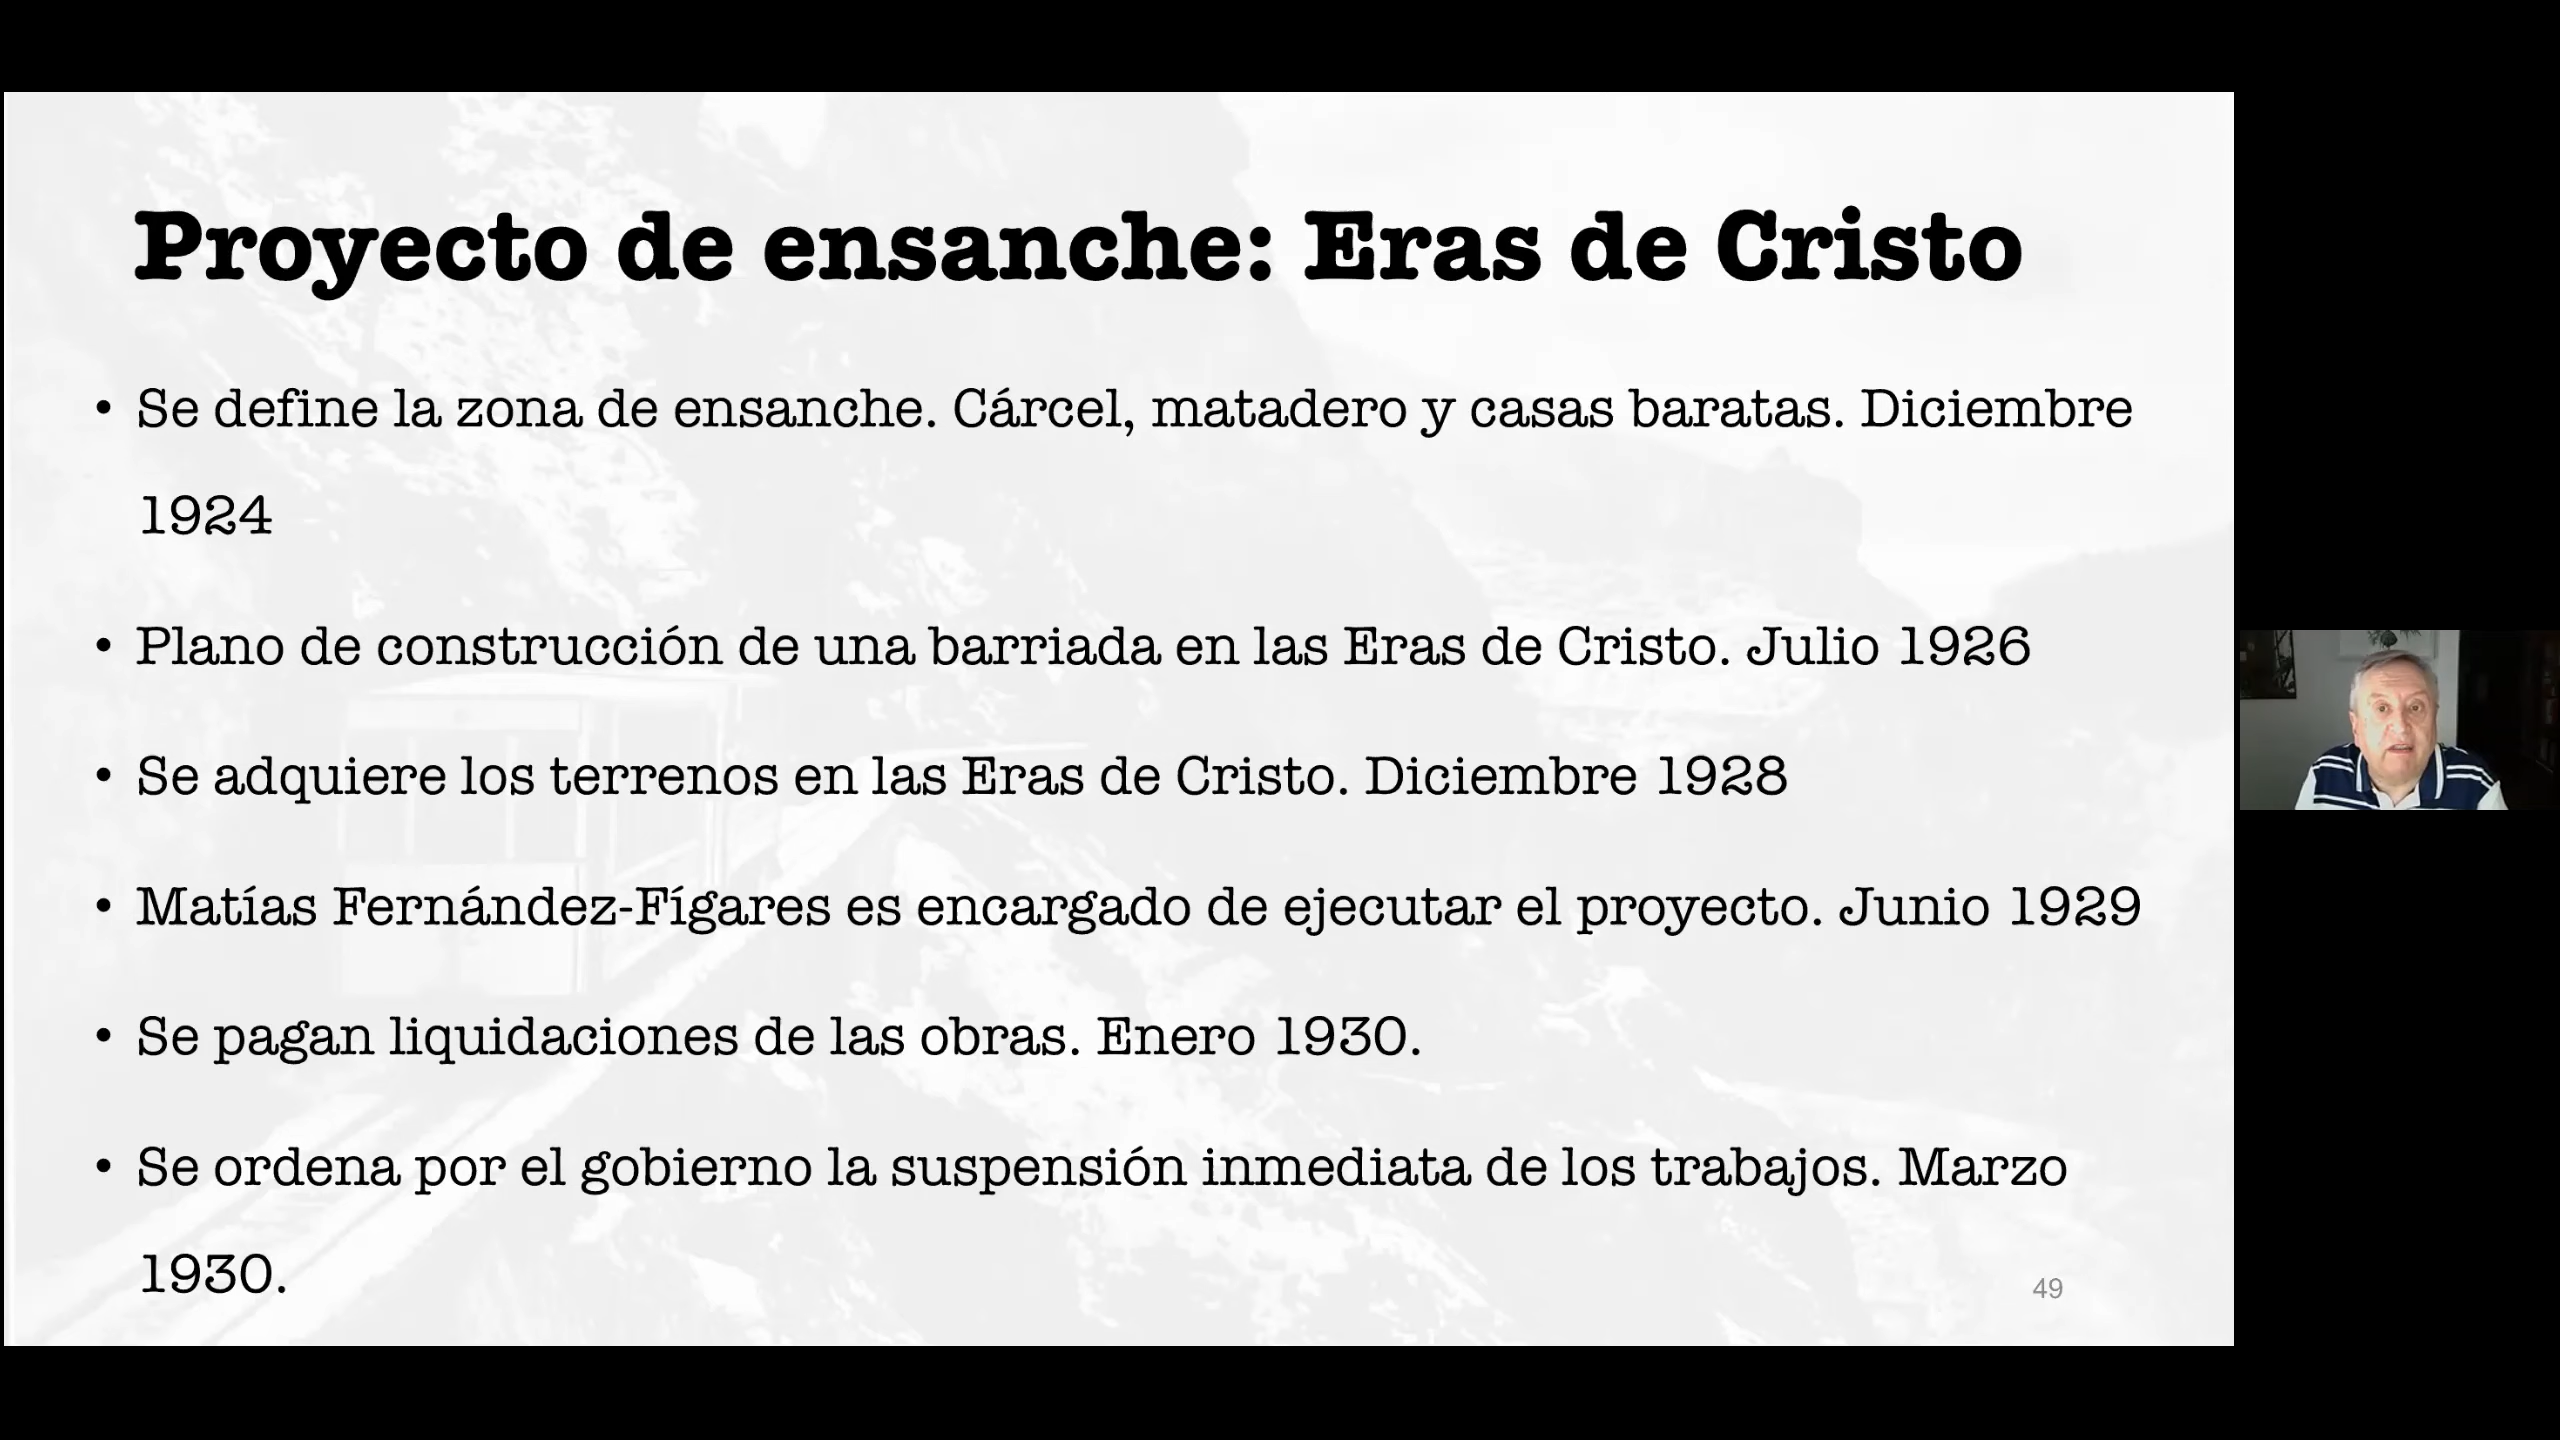 Proyecto de ensanche: Eras de Cristo
• Se define la zona de ensanche. Cárcel, matadero y casas baratas. Diciembre
1924
• Plano de construcción de una barriada en las Eras de Cristo. Julio 1926
• Se adquiere los terrenos en las Eras de Cristo. Diciembre 1928
• Matías Fernández-Fígares es encargado de ejecutar el proyecto. Junio 1929
• Se pagan liquidaciones de las obras. Enero 1930.
• Se ordena por el gobierno la suspensión inmediata de los trabajos. Marzo
1930.
49